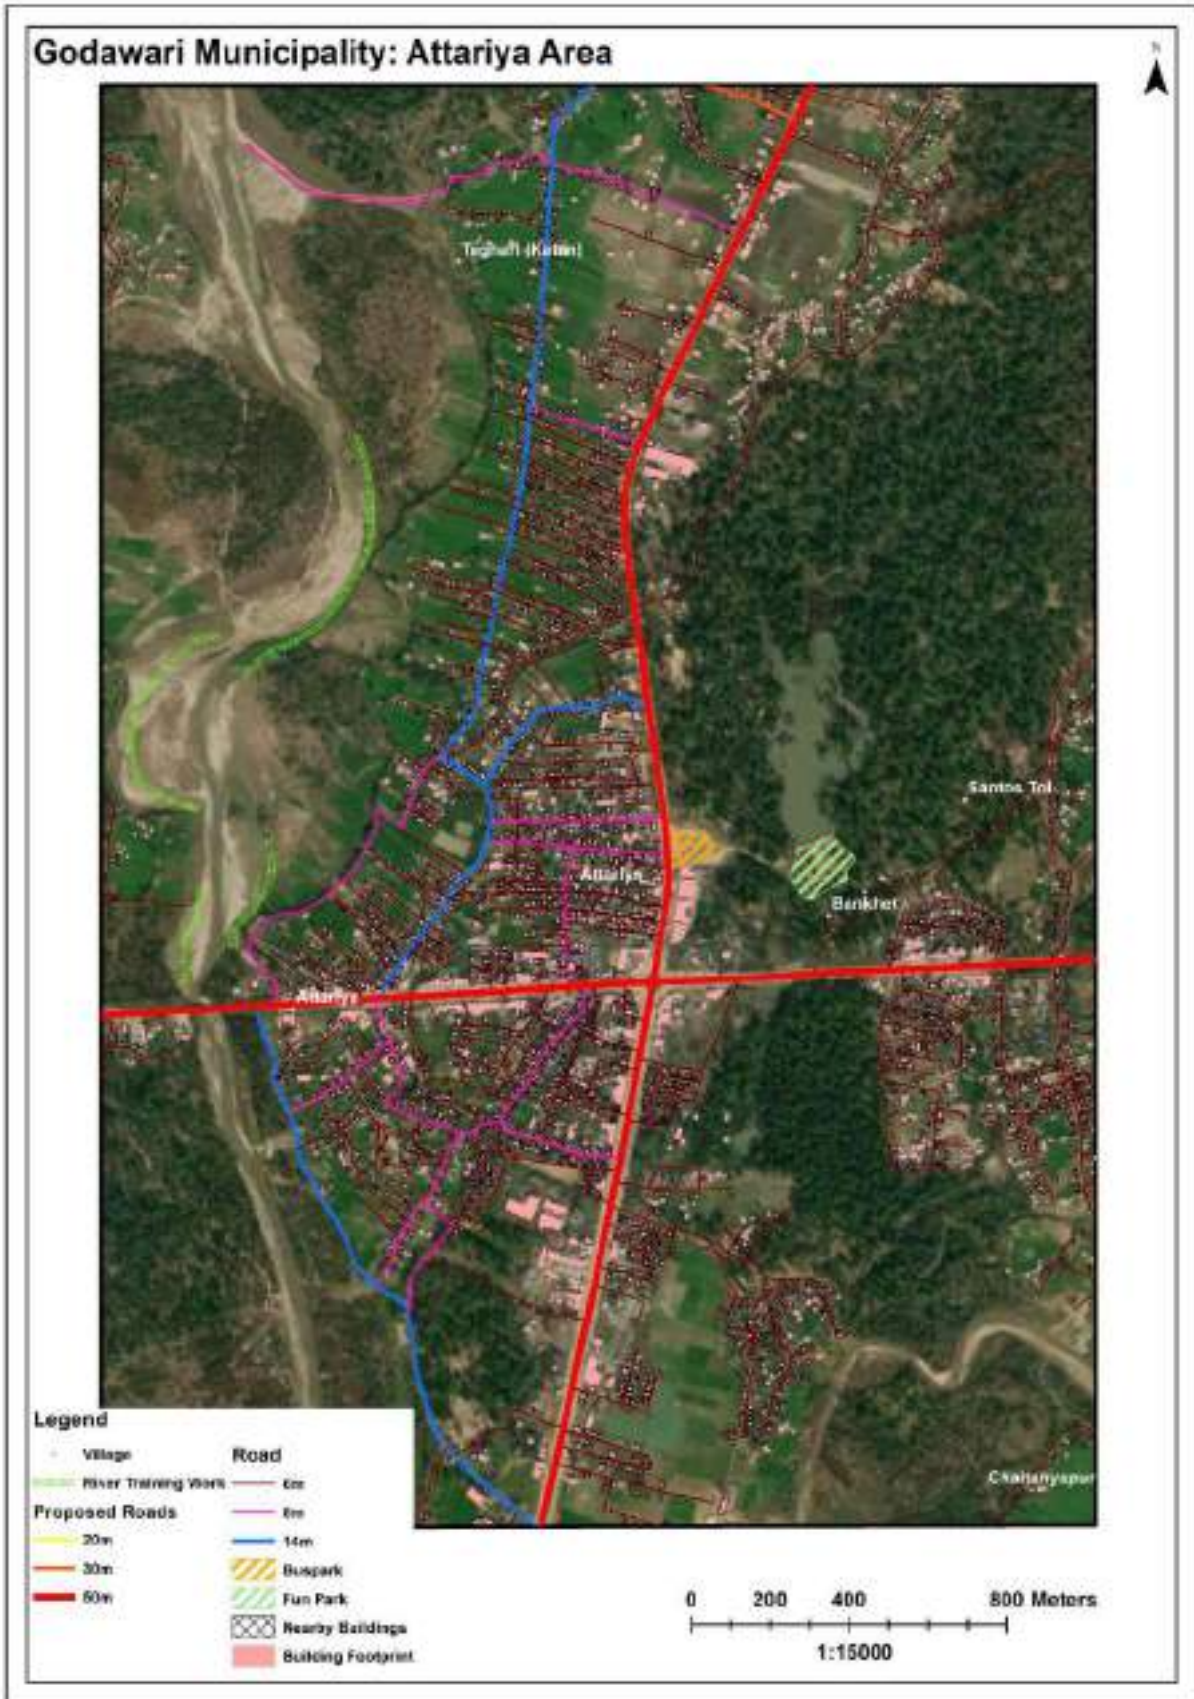 Godawari Municipality: Attariya Area
N
Santos Tol
Attariya
Bankhet
Attariya
Chaitanyapur
Legend
Village
River Training Work
Proposed Roads
20m
30m
50m
Road
6m
8m
14m
Buspark
Fun Park
Nearby Buildings
Building Footprint
0 200 400 800 Meters
1:15000